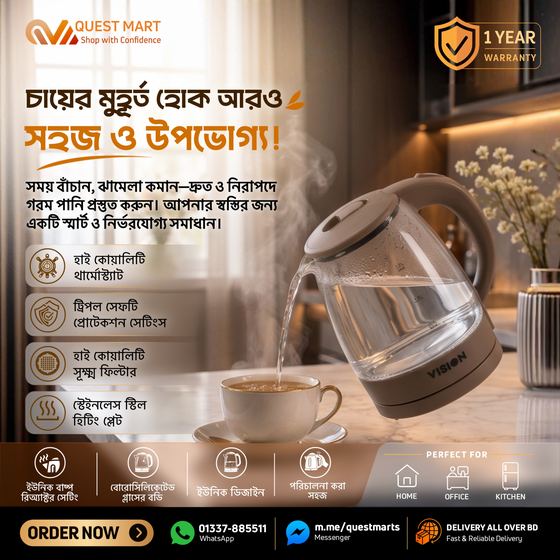 QUEST MART
Shop with Confidence
1 YEAR
WARRANTY
চায়ের মুহূর্ত হোক আরও
সহজ ও উপভোগ্য!
সময় বাঁচান, ঝামেলা কমান—দ্রুত ও নিরাপদে
গরম পানি প্রস্তুত করুন। আপনার স্বস্তির জন্য
একটি স্মার্ট ও নির্ভরযোগ্য সমাধান।
হাই কোয়ালিটি
থার্মোস্ট্যাট
ট্রিপল সেফটি
প্রোটেকশন সেটিংস
হাই কোয়ালিটি
সূক্ষ্ম ফিল্টার
স্টেইনলেস স্টিল
হিটিং প্লেট
VISION
ইউনিক বাষ্প
রিঅ্যাক্টর সেটিং
বোরোসিলিকেটেড
গ্লাসের বডি
ইউনিক ডিজাইন
পরিচালনা করা
সহজ
PERFECT FOR
HOME
OFFICE
KITCHEN
ORDER NOW
01337-885511
WhatsApp
m.me/questmarts
Messenger
DELIVERY ALL OVER BD
Fast & Reliable Delivery